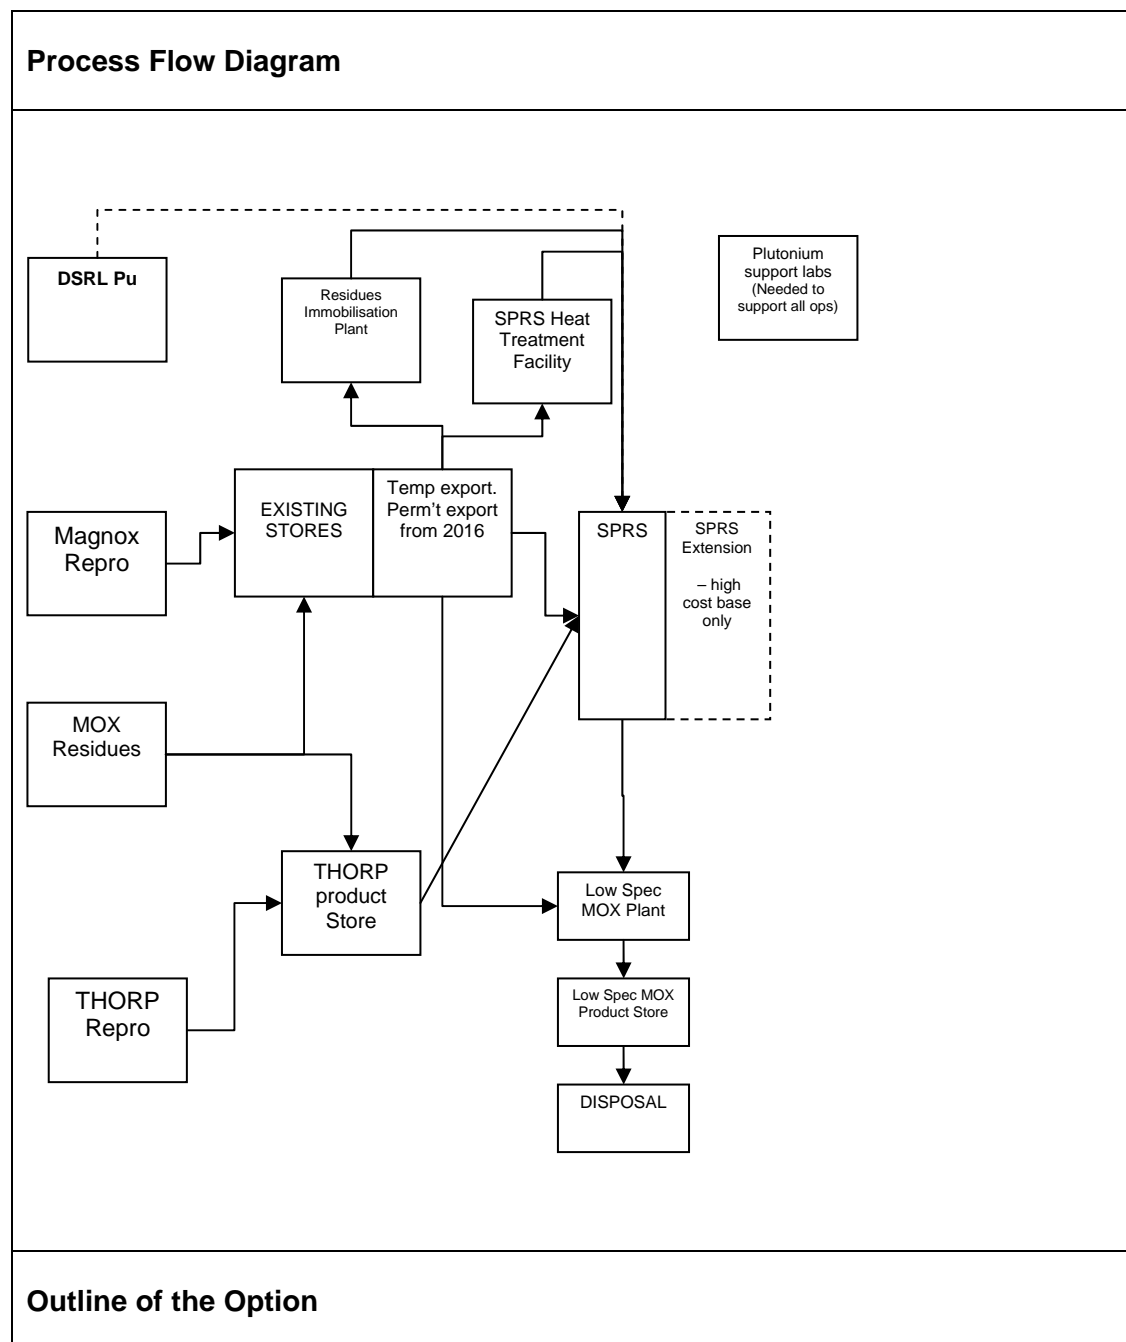 Process Flow Diagram
DSRL Pu
Residues
Immobilisation
Plant
SPRS Heat
Treatment
Facility
Plutonium
support labs
(Needed to
support all ops)
Magnox
Repro
EXISTING
STORES
Temp export.
Perm't export
from 2016
SPRS
SPRS
Extension
– high
cost base
only
MOX
Residues
THORP
product
Store
Low Spec
MOX Plant
THORP
Repro
Low Spec MOX
Product Store
DISPOSAL
Outline of the Option